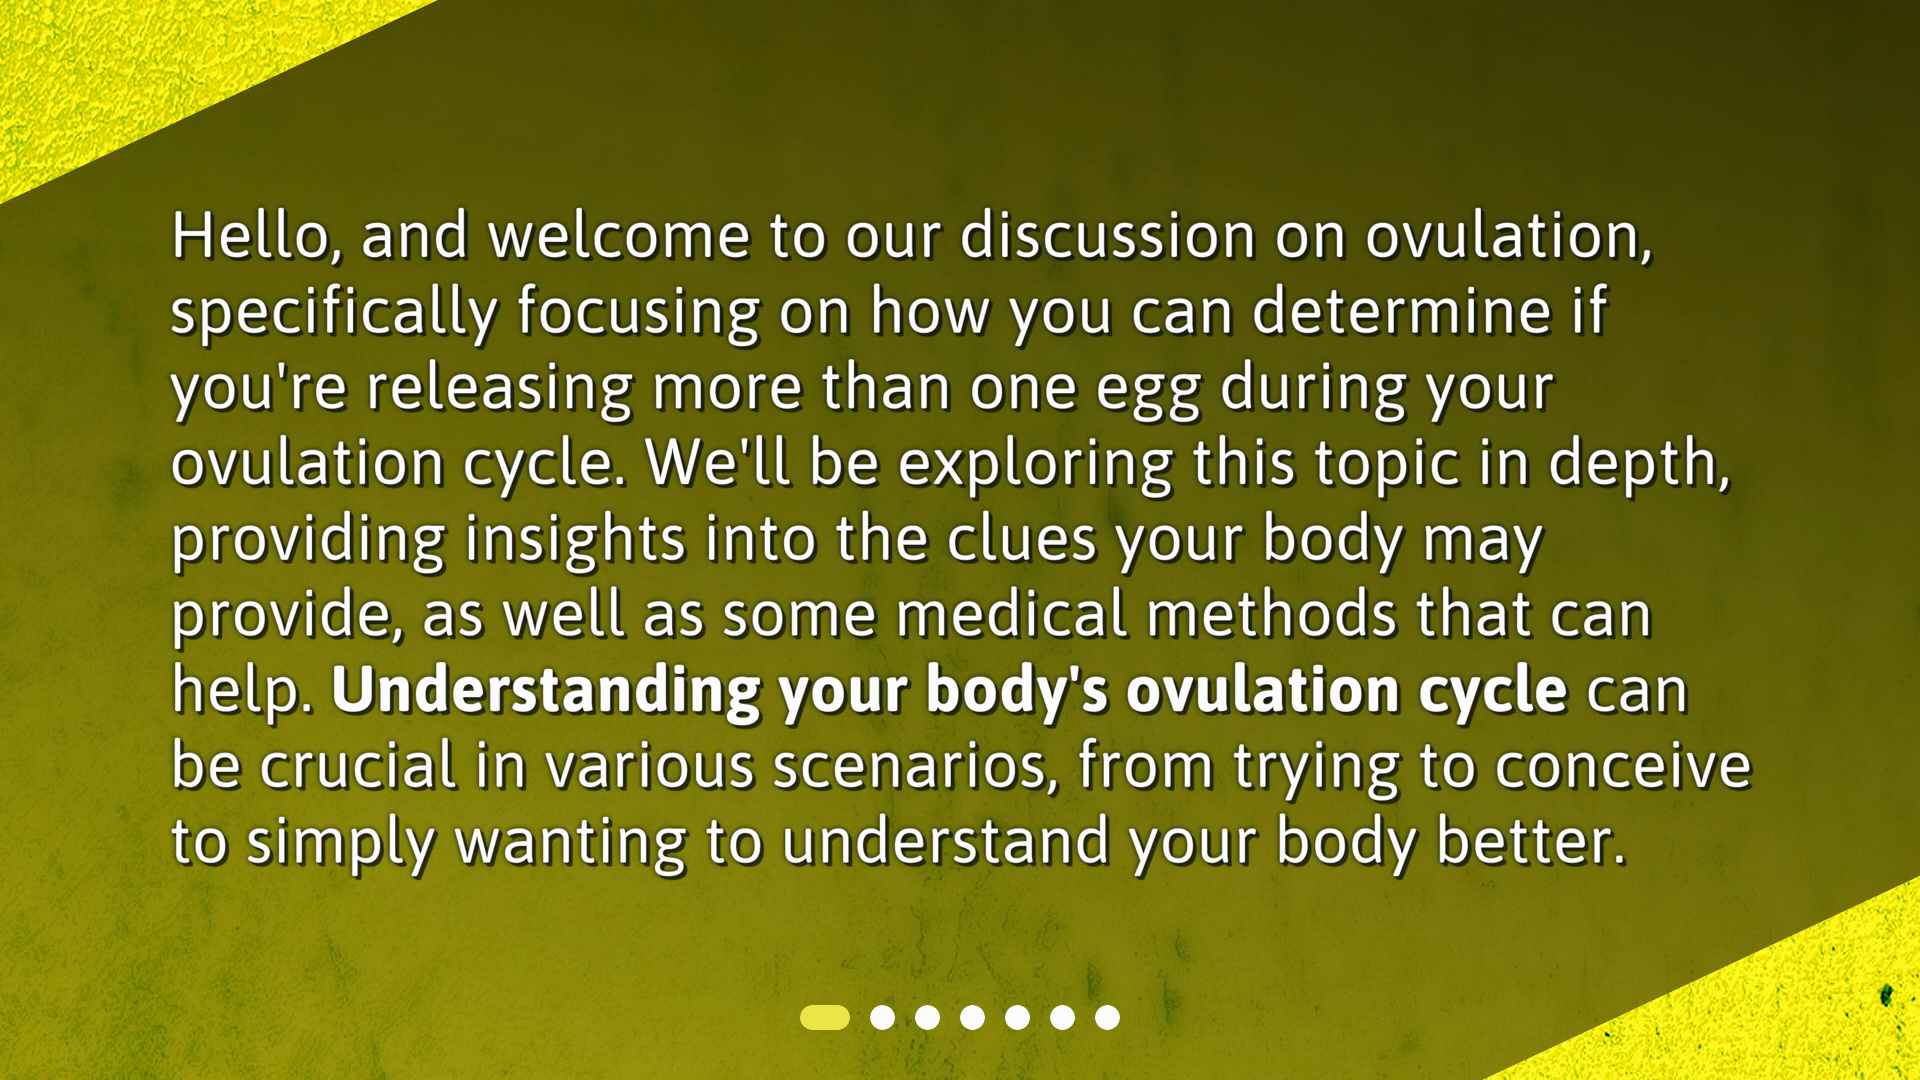 Hello, and welcome to our discussion on ovulation,
specifically focusing on how you can determine if
you're releasing more than one egg during your
ovulation cycle. We'll be exploring this topic in depth,
providing insights into the clues your body may
provide, as well as some medical methods that can
help. Understanding your body's ovulation cycle can
be crucial in various scenarios, from trying to conceive
to simply wanting to understand your body better.